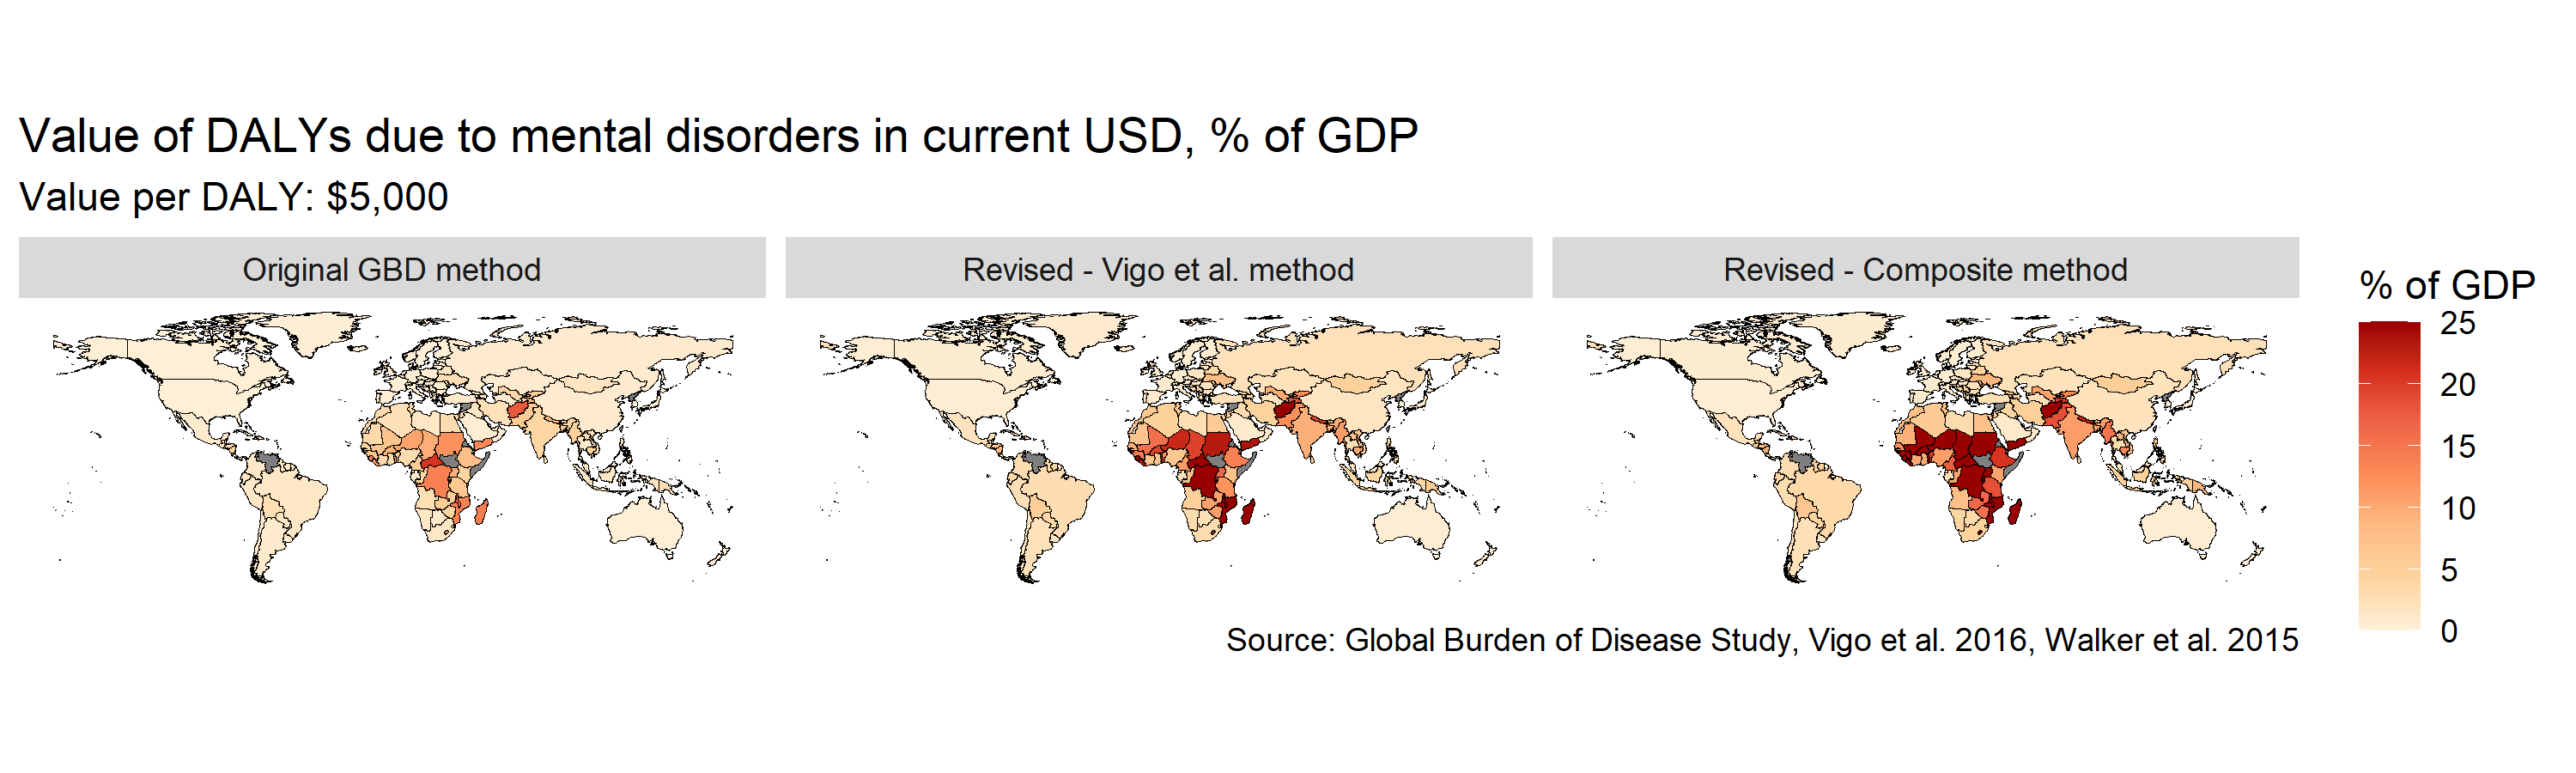 Value of DALYs due to mental disorders in current USD, % of GDP
Value per DALY: $5,000
Original GBD method
Revised - Vigo et al. method
Revised - Composite method
% of GDP
25
20
15
10
5
0
Source: Global Burden of Disease Study, Vigo et al. 2016, Walker et al. 2015